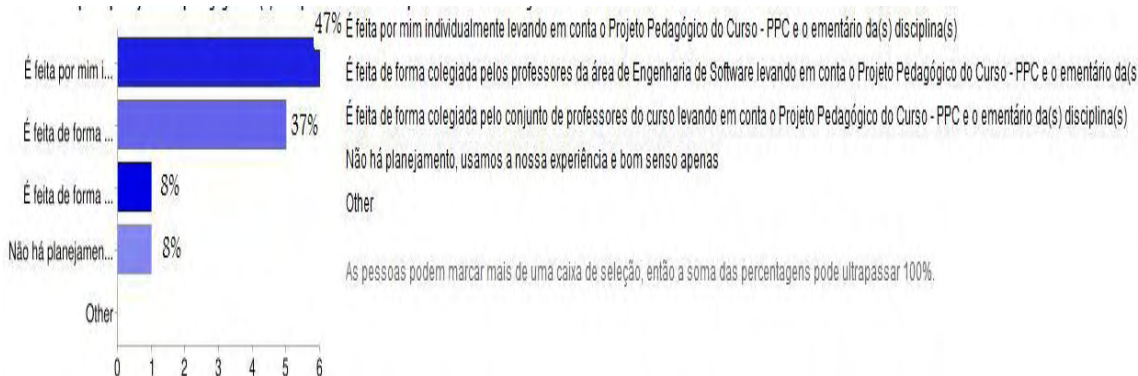 47%
É feita por mim individualmente levando em conta o Projeto Pedagógico do Curso - PPC e o ementário da(s) disciplina(s)
É feita por mim i...
É feita de forma colegiada pelos professores da área de Engenharia de Software levando em conta o Projeto Pedagógico do Curso - PPC e o ementário da(s
É feita de forma ...
37%
É feita de forma colegiada pelo conjunto de professores do curso levando em conta o Projeto Pedagógico do Curso - PPC e o ementário da(s) disciplina(s)
Não há planejamento, usamos a nossa experiência e bom senso apenas
É feita de forma ...
8%
Other
Não há planejamen...
8%
As pessoas podem marcar mais de uma caixa de seleção, então a soma das percentagens pode ultrapassar 100%.
Other
0 1 2 3 4 5 6